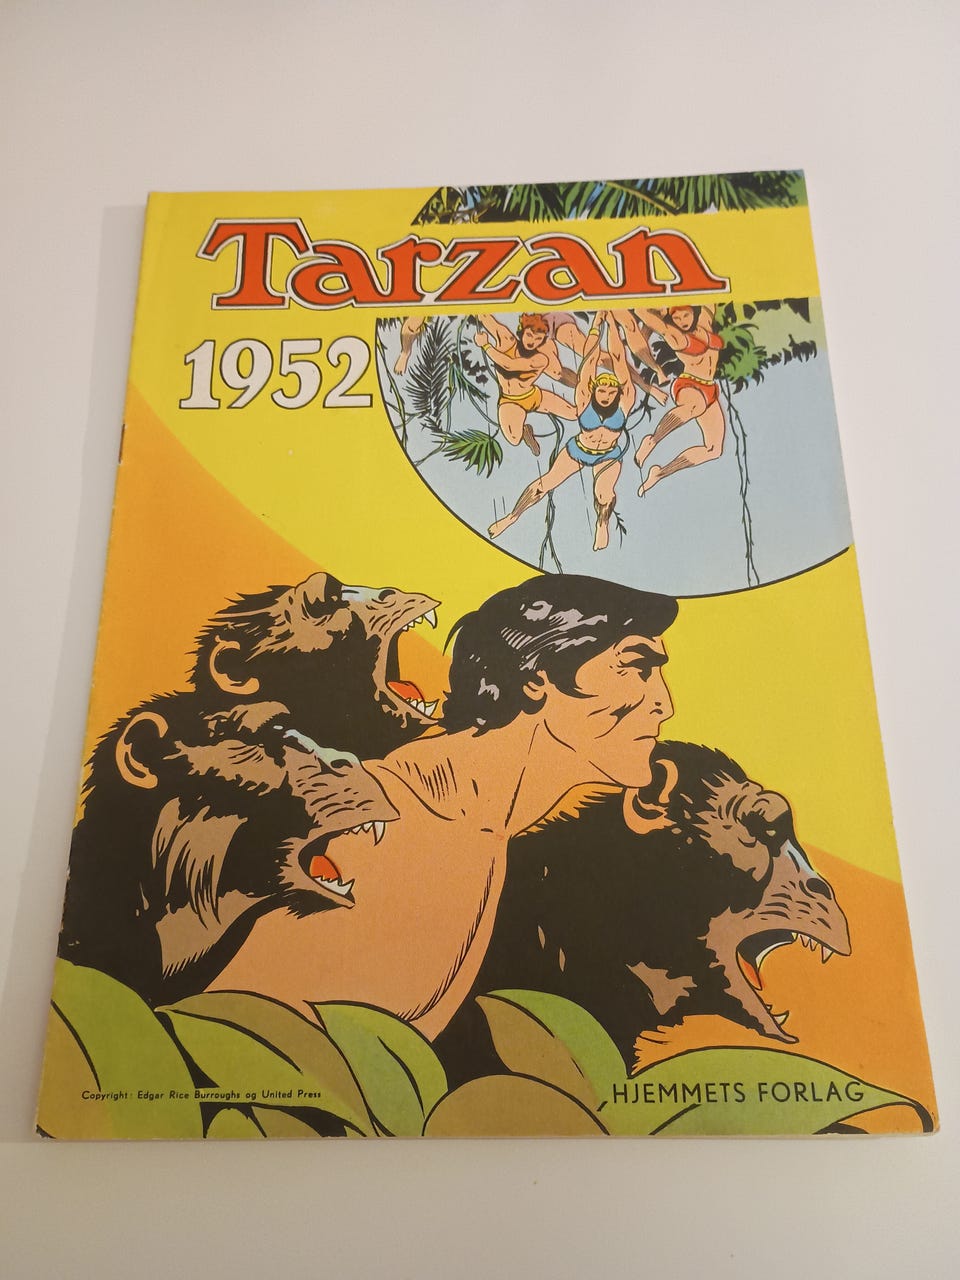 Tarzan
1952
Copyright: Edgar Rice Burroughs og United Press
HJEMMETS FORLAG